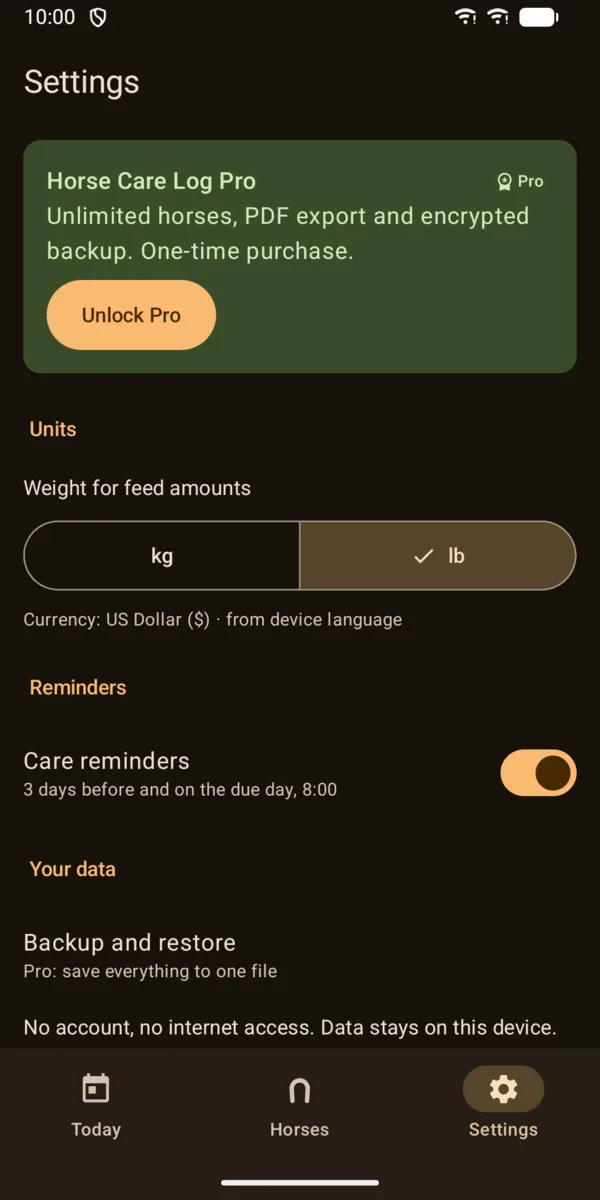 10:00
Settings
Horse Care Log Pro
Pro
Unlimited horses, PDF export and encrypted
backup. One-time purchase.
Unlock Pro
Units
Weight for feed amounts
kg
lb
Currency: US Dollar ($) · from device language
Reminders
Care reminders
3 days before and on the due day, 8:00
Your data
Backup and restore
Pro: save everything to one file
No account, no internet access. Data stays on this device.
Today
Horses
Settings